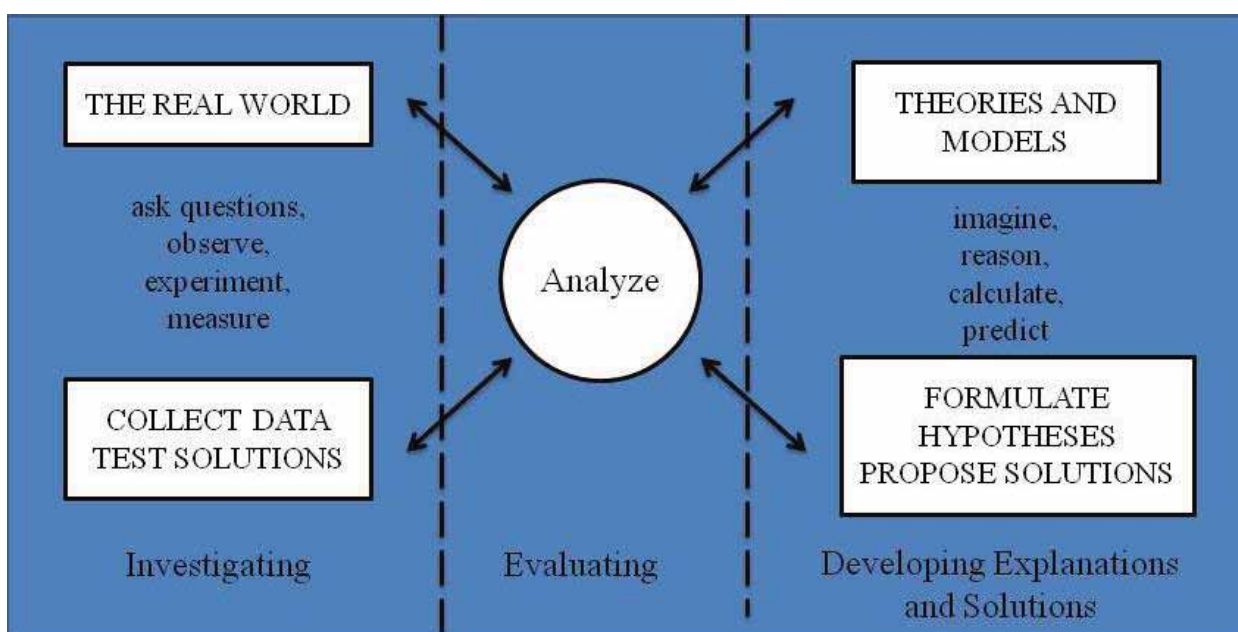 THE REAL WORLD
ask questions,
observe,
experiment,
measure
COLLECT DATA
TEST SOLUTIONS
Investigating
Analyze
Evaluating
THEORIES AND
MODELS
imagine,
reason,
calculate,
predict
FORMULATE
HYPOTHESES
PROPOSE SOLUTIONS
Developing Explanations
and Solutions